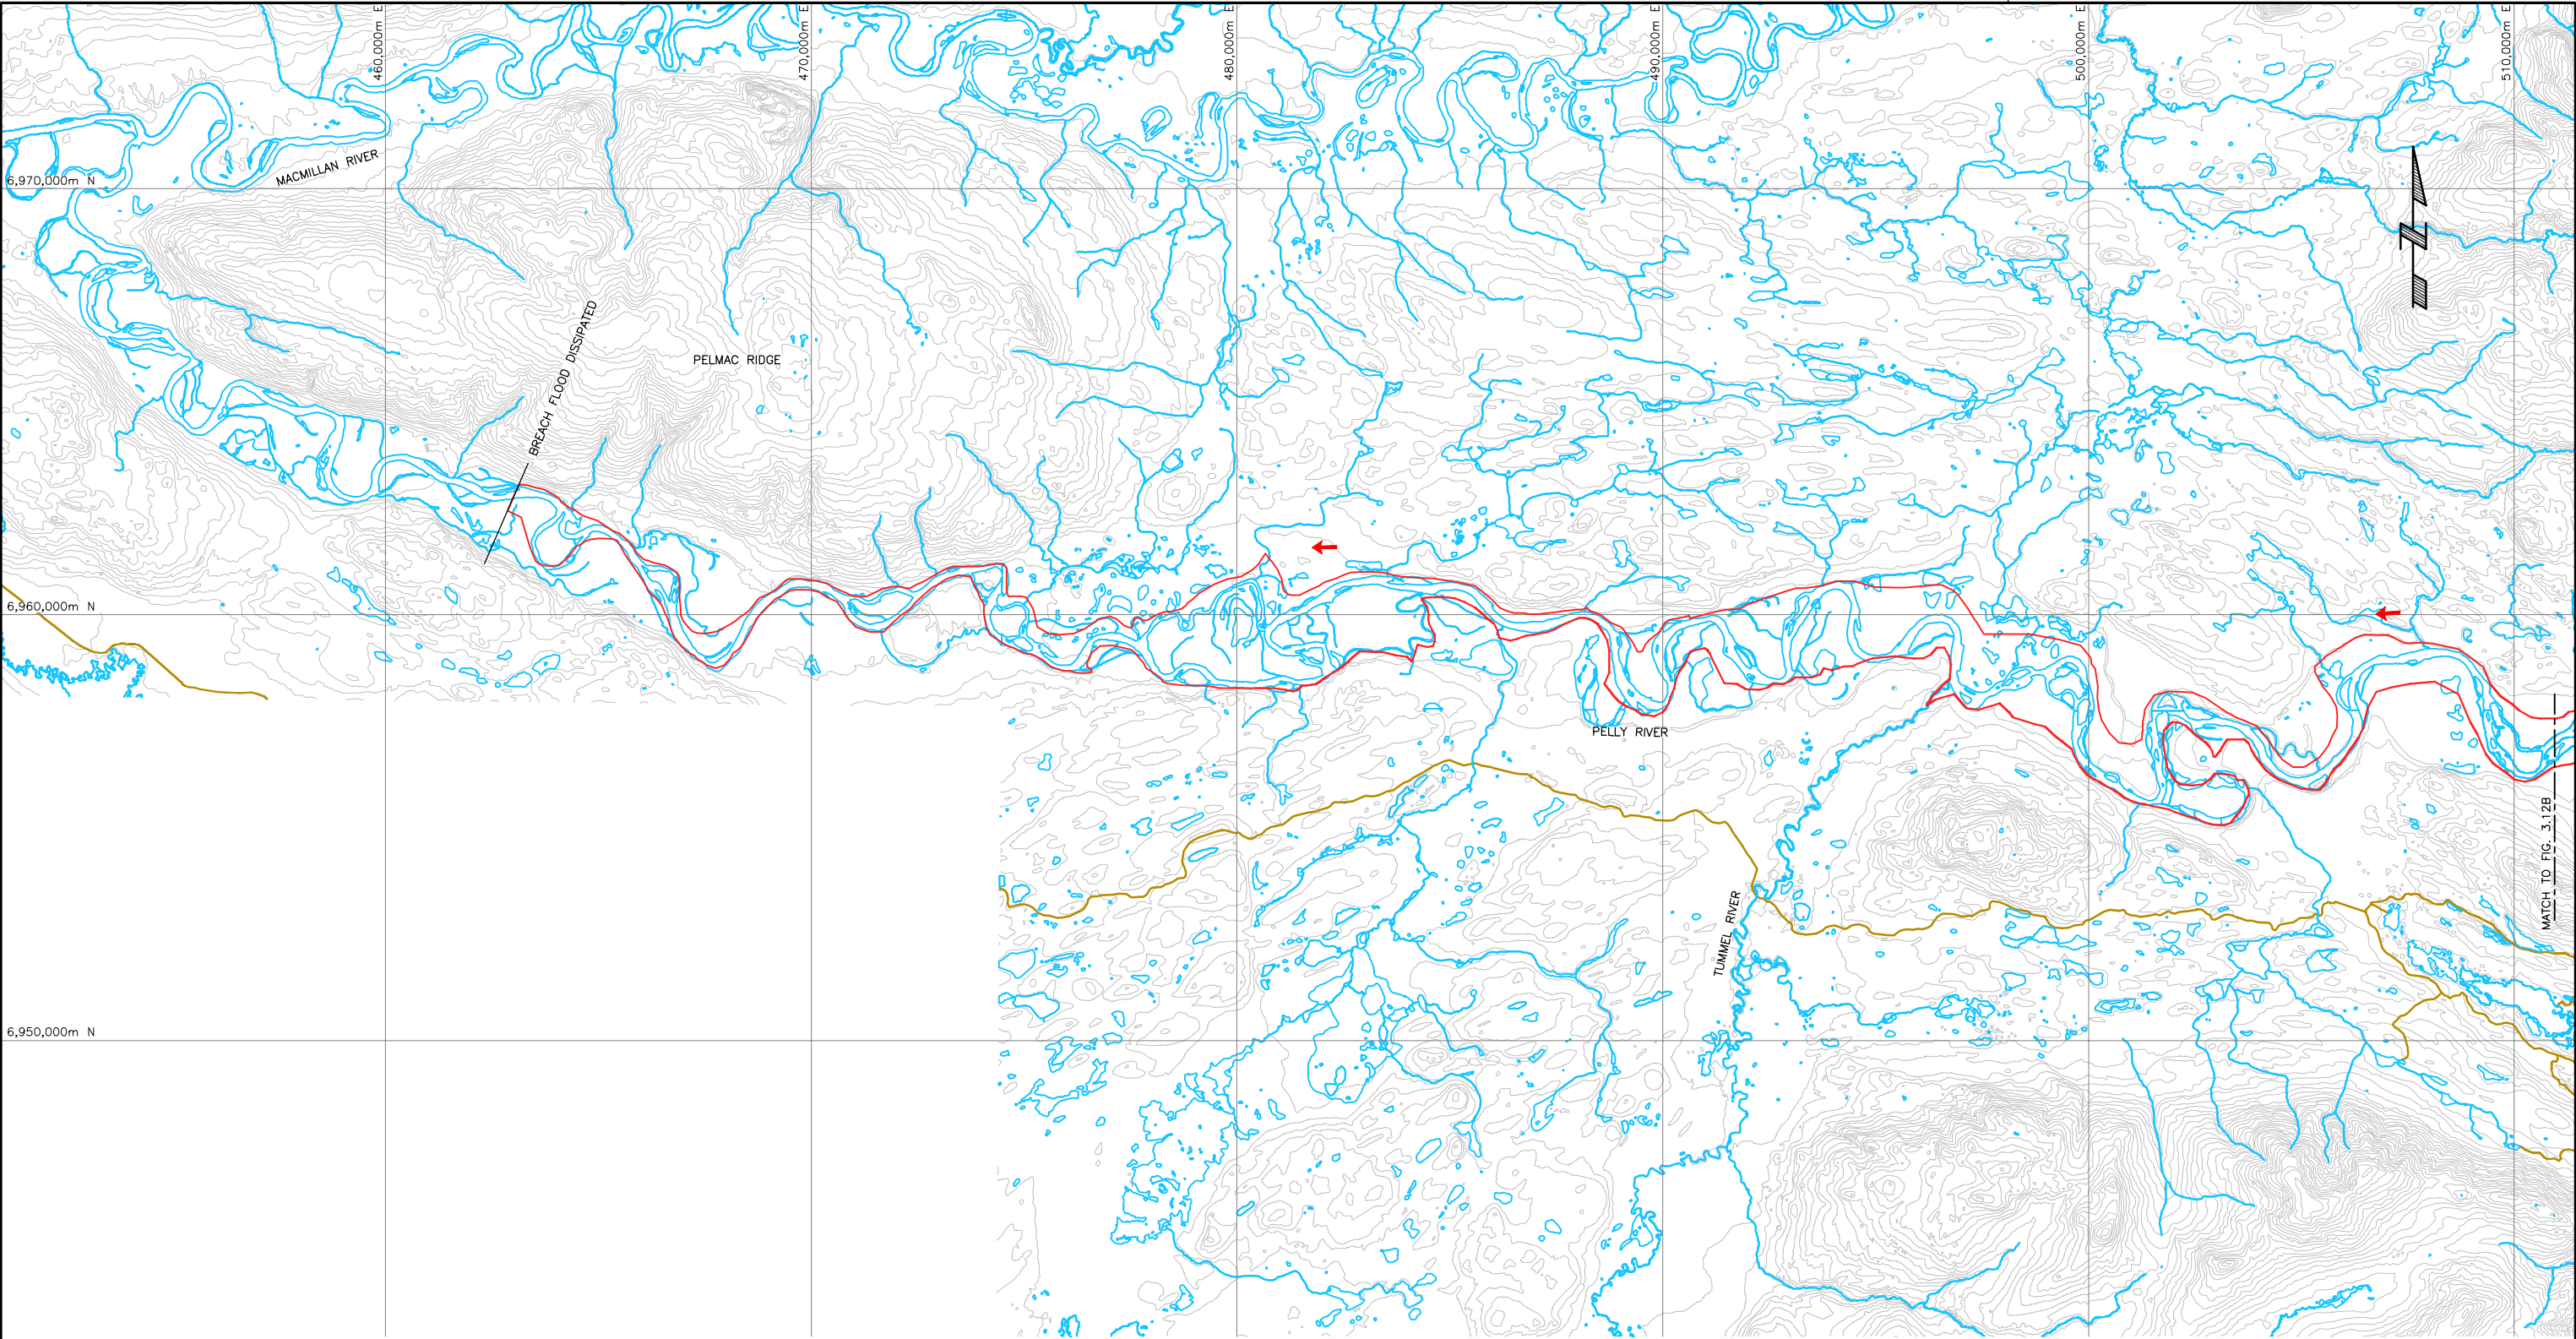 460,000m E
470,000m E
480,000m E
490,000m E
500,000m E
510,000m E
MACMILLAN RIVER
6,970,000m N
BREACH FLOOD DISSIPATED
PELMAC RIDGE
6,960,000m N
PELLY RIVER
MATCH TO FIG. 3.12B
TUMMEL RIVER
6,950,000m N
N